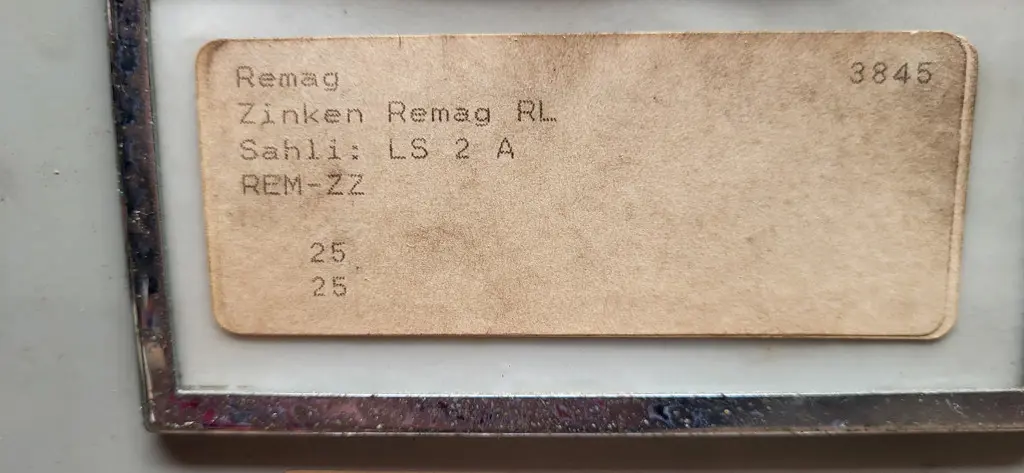 Remag 3845
Zinken Remag RL
Sahli: LS 2 A
REM-ZZ
25
25